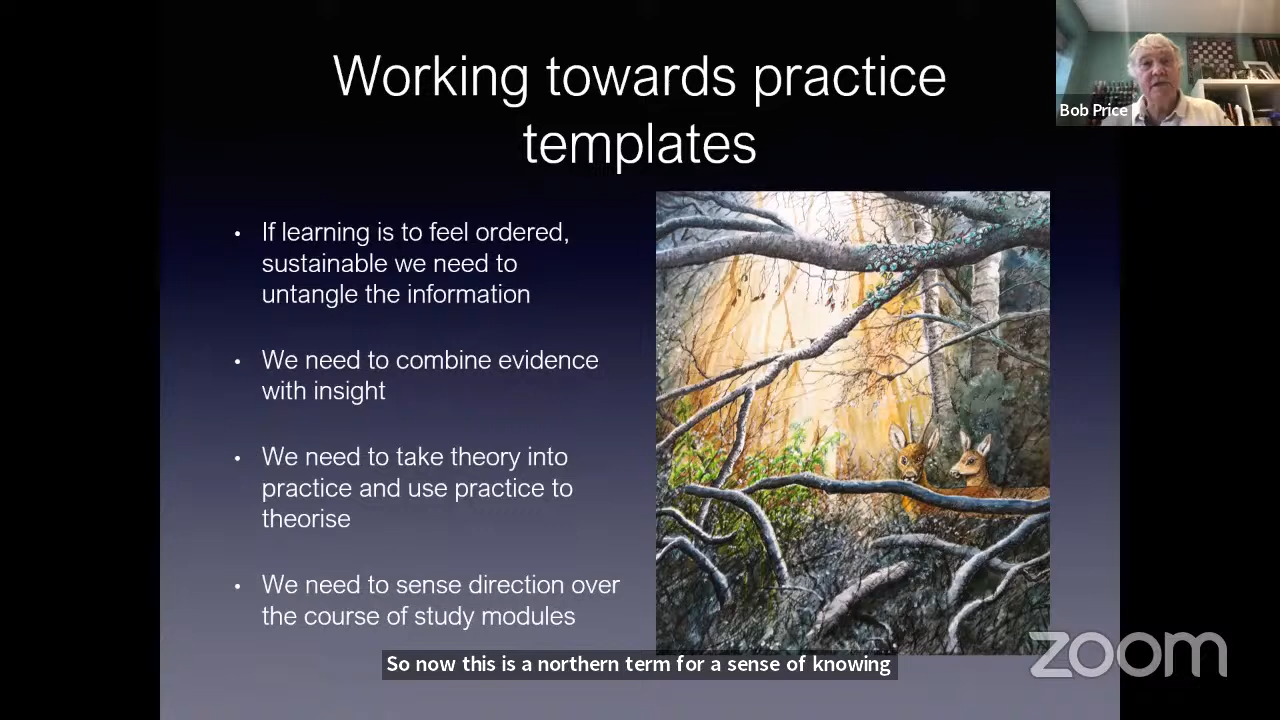 Working towards practice
templates
Bob Price
• If learning is to feel ordered,
sustainable we need to
untangle the information
• We need to combine evidence
with insight
• We need to take theory into
practice and use practice to
theorise
• We need to sense direction over
the course of study modules
So now this is a northern term for a sense of knowing
zoom